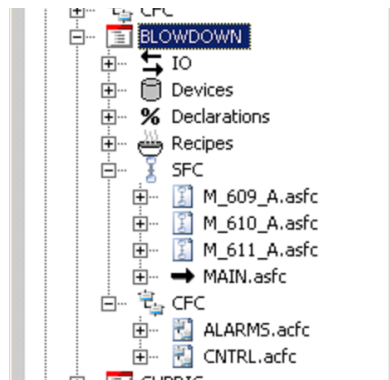 CFC
BLOWDOWN
IO
Devices
% Declarations
Recipes
SFC
M_609_A.asfc
M_610_A.asfc
M_611_A.asfc
MAIN.asfc
CFC
ALARMS.acfc
CNTRL.acfc